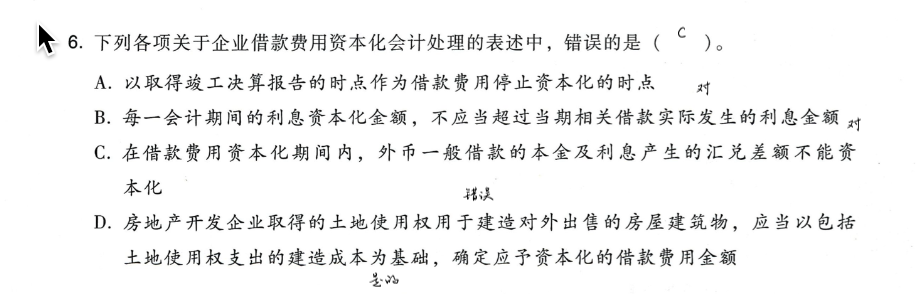 6. 下列各项关于企业借款费用资本化会计处理的表述中，错误的是（ C ）。
A. 以取得竣工决算报告的时点作为借款费用停止资本化的时点 对
B. 每一会计期间的利息资本化金额，不应当超过当期相关借款实际发生的利息金额 对
C. 在借款费用资本化期间内，外币一般借款的本金及利息产生的汇兑差额不能资
本化
错误
D. 房地产开发企业取得的土地使用权用于建造对外出售的房屋建筑物，应当以包括
土地使用权支出的建造成本为基础，确定应予资本化的借款费用金额
是的